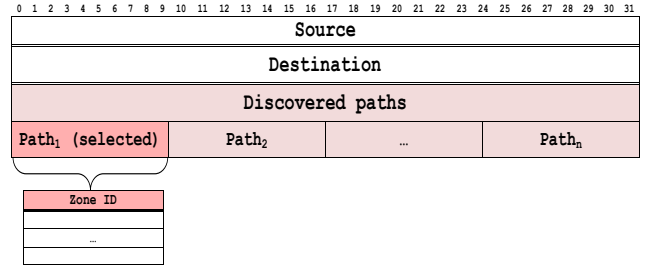 0 1 2 3 4 5 6 7 8 9 10 11 12 13 14 15 16 17 18 19 20 21 22 23 24 25 26 27 28 29 30 31
Source
Destination
Discovered paths
Path₁ (selected) Path₂ … Pathₙ
Zone ID
…